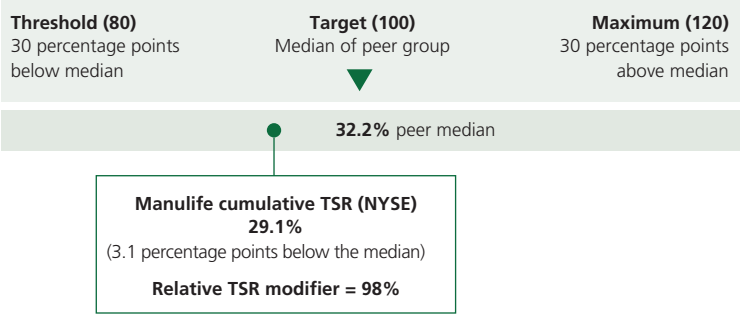 Threshold (80)
30 percentage points
below median
Target (100)
Median of peer group
Maximum (120)
30 percentage points
above median
32.2% peer median
Manulife cumulative TSR (NYSE)
29.1%
(3.1 percentage points below the median)
Relative TSR modifier = 98%